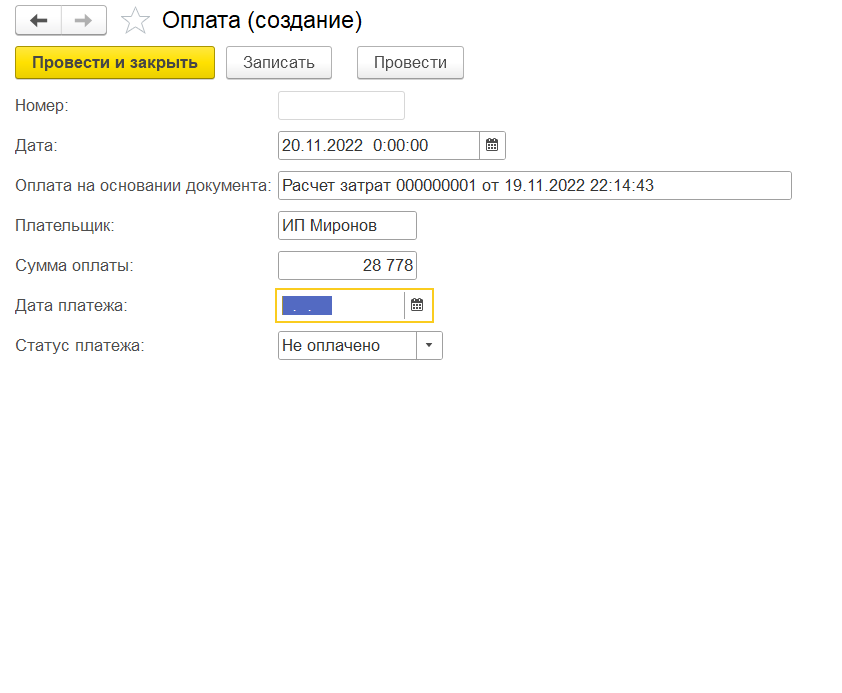 Оплата (создание)
Провести и закрыть Записать Провести
Номер:
Дата: 20.11.2022 0:00:00
Оплата на основании документа: Расчет затрат 000000001 от 19.11.2022 22:14:43
Плательщик: ИП Миронов
Сумма оплаты: 28 778
Дата платежа: . .
Статус платежа: Не оплачено